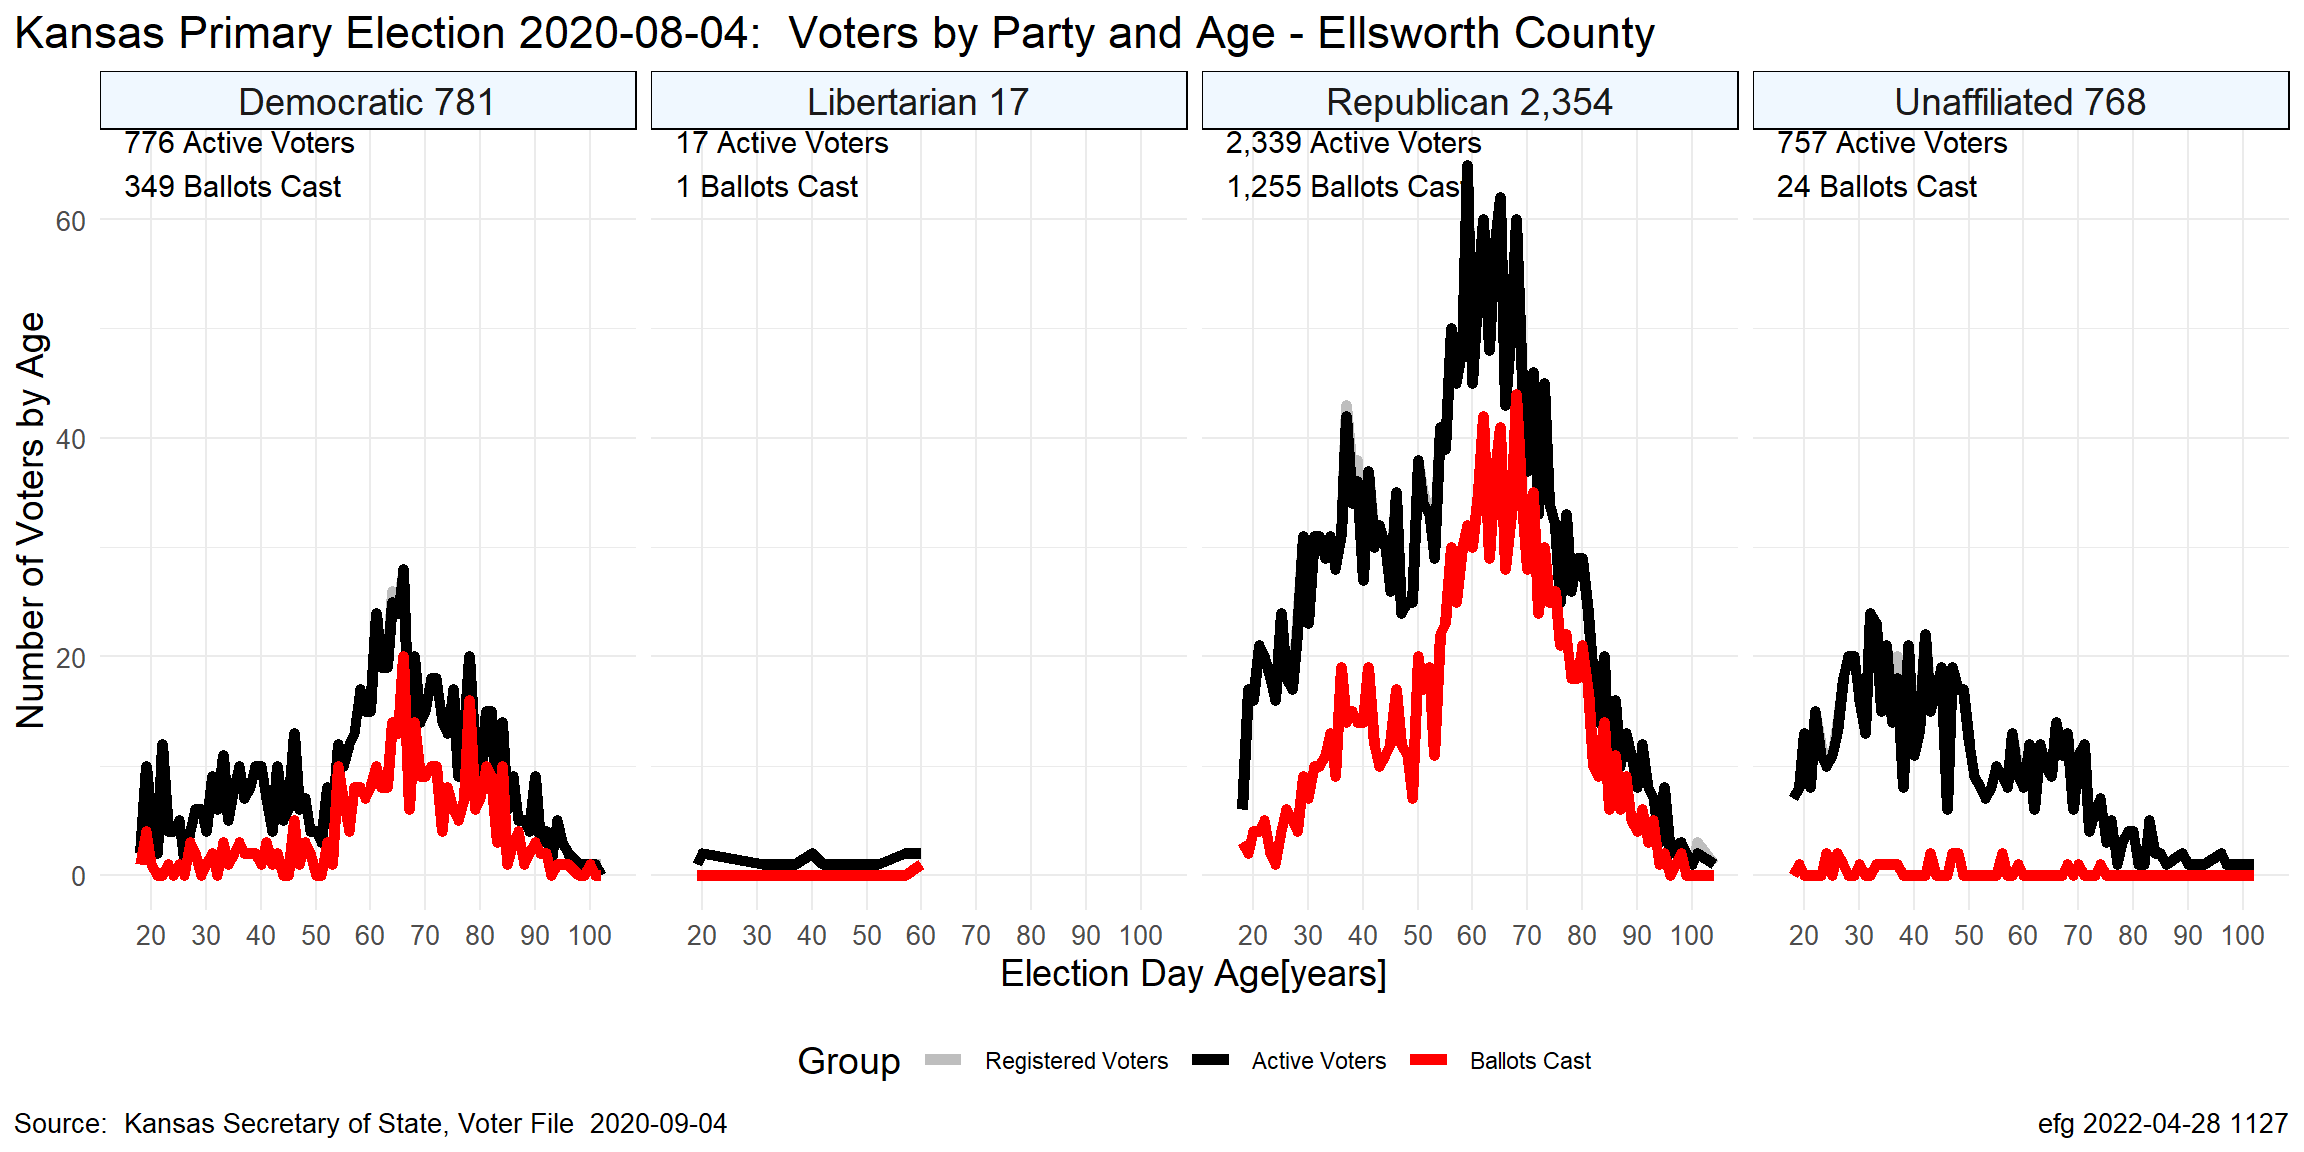 Kansas Primary Election 2020-08-04:  Voters by Party and Age - Ellsworth County
Democratic 781
Libertarian 17
Republican 2,354
Unaffiliated 768
776 Active Voters
349 Ballots Cast
17 Active Voters
1 Ballots Cast
2,339 Active Voters
1,255 Ballots Cast
757 Active Voters
24 Ballots Cast
Number of Voters by Age
60
40
20
0
20 30 40 50 60 70 80 90 100
20 30 40 50 60 70 80 90 100
20 30 40 50 60 70 80 90 100
20 30 40 50 60 70 80 90 100
Election Day Age[years]
Group
Registered Voters
Active Voters
Ballots Cast
Source:  Kansas Secretary of State, Voter File  2020-09-04
efg 2022-04-28 1127